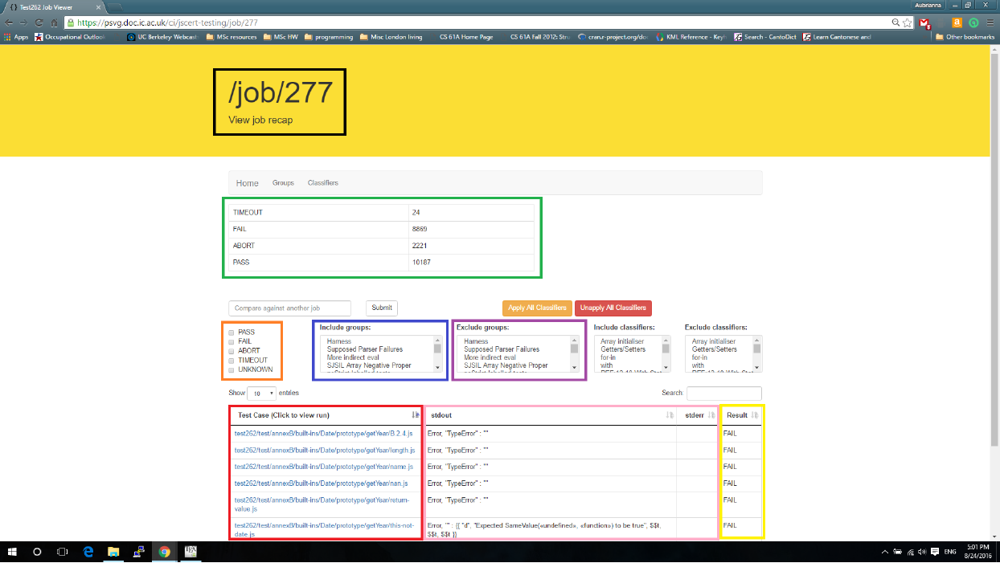 Test262 Job Viewer
Aubrianna
https://psvg.doc.ic.ac.uk/ci/jscert-testing/job/277
Apps Occupational Outlook UC Berkeley Webcast MSc resources MSc HW programming Misc London living CS 61A Home Page CS 61A Fall 2012: Stru cran.r-project.org/do KML Reference - Keyh Search - CantoDict Learn Cantonese and Other bookmarks
/job/277
View job recap
Home Groups Classifiers
TIMEOUT 24
FAIL 8869
ABORT 2221
PASS 10187
Compare against another job Submit Apply All Classifiers Unapply All Classifiers
Include groups: Exclude groups: Include classifiers: Exclude classifiers:
PASS
FAIL
ABORT
TIMEOUT
UNKNOWN
Harness
Supposed Parser Failures
More indirect eval
SJSIL Array Negative Proper
Harness
Supposed Parser Failures
More indirect eval
SJSIL Array Negative Proper
Array initialiser
Getters/Setters
for-in
with
Array initialiser
Getters/Setters
for-in
with
Show 10 entries Search:
Test Case (Click to view run) stdout stderr Result
test262/test/annexB/built-ins/Date/prototype/getYear/B.2.4.js Error, "TypeError" : "" FAIL
test262/test/annexB/built-ins/Date/prototype/getYear/length.js Error, "TypeError" : "" FAIL
test262/test/annexB/built-ins/Date/prototype/getYear/name.js Error, "TypeError" : "" FAIL
test262/test/annexB/built-ins/Date/prototype/getYear/nan.js Error, "TypeError" : "" FAIL
test262/test/annexB/built-ins/Date/prototype/getYear/return-
value.js Error, "TypeError" : "" FAIL
test262/test/annexB/built-ins/Date/prototype/getYear/this-not-
date.js
Error, "" : {{ "d", "Expected SameValue(«undefined», «function») to be true", $$t,
$$t, $$t }}
FAIL
ENG
5:01 PM
8/24/2016